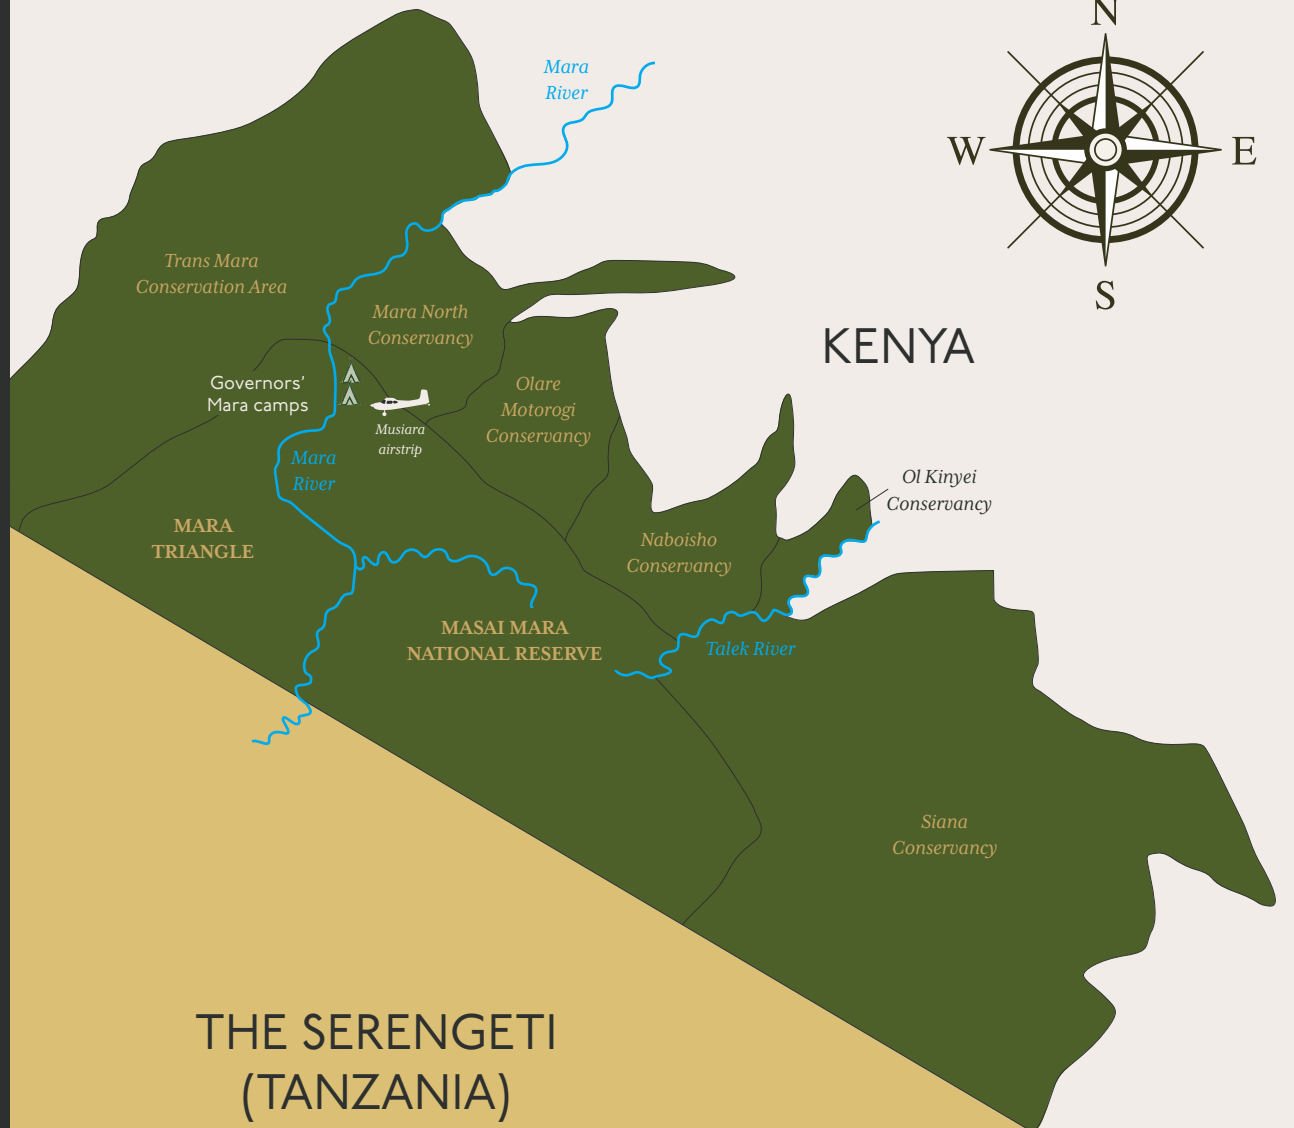 N
Mara
River
W
E
Trans Mara
Conservation Area
S
Mara North
Conservancy
KENYA
Governors'
Mara camps
Olare
Motorogi
Conservancy
Musiara
airstrip
Mara
River
Ol Kinyei
Conservancy
MARA
TRIANGLE
Naboisho
Conservancy
MASAI MARA
NATIONAL RESERVE
Talek River
Siana
Conservancy
THE SERENGETI
(TANZANIA)